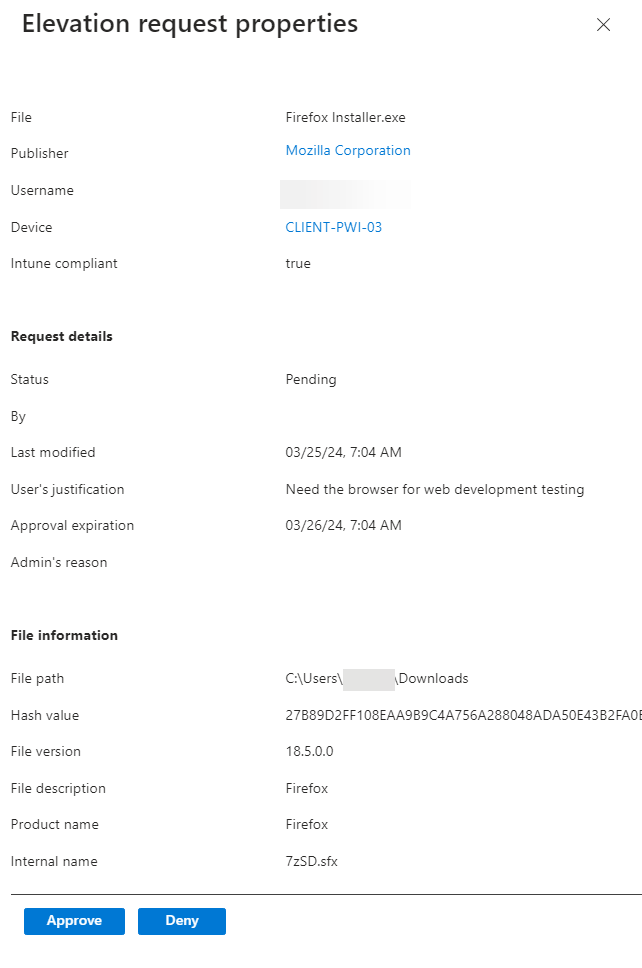 Elevation request properties
File Firefox Installer.exe
Publisher Mozilla Corporation
Username
Device CLIENT-PWI-03
Intune compliant true
Request details
Status Pending
By
Last modified 03/25/24, 7:04 AM
User's justification Need the browser for web development testing
Approval expiration 03/26/24, 7:04 AM
Admin's reason
File information
File path C:\Users\ \Downloads
Hash value 27B89D2FF108EAA9B9C4A756A288048ADA50E43B2FA0
File version 18.5.0.0
File description Firefox
Product name Firefox
Internal name 7zSD.sfx
Approve Deny